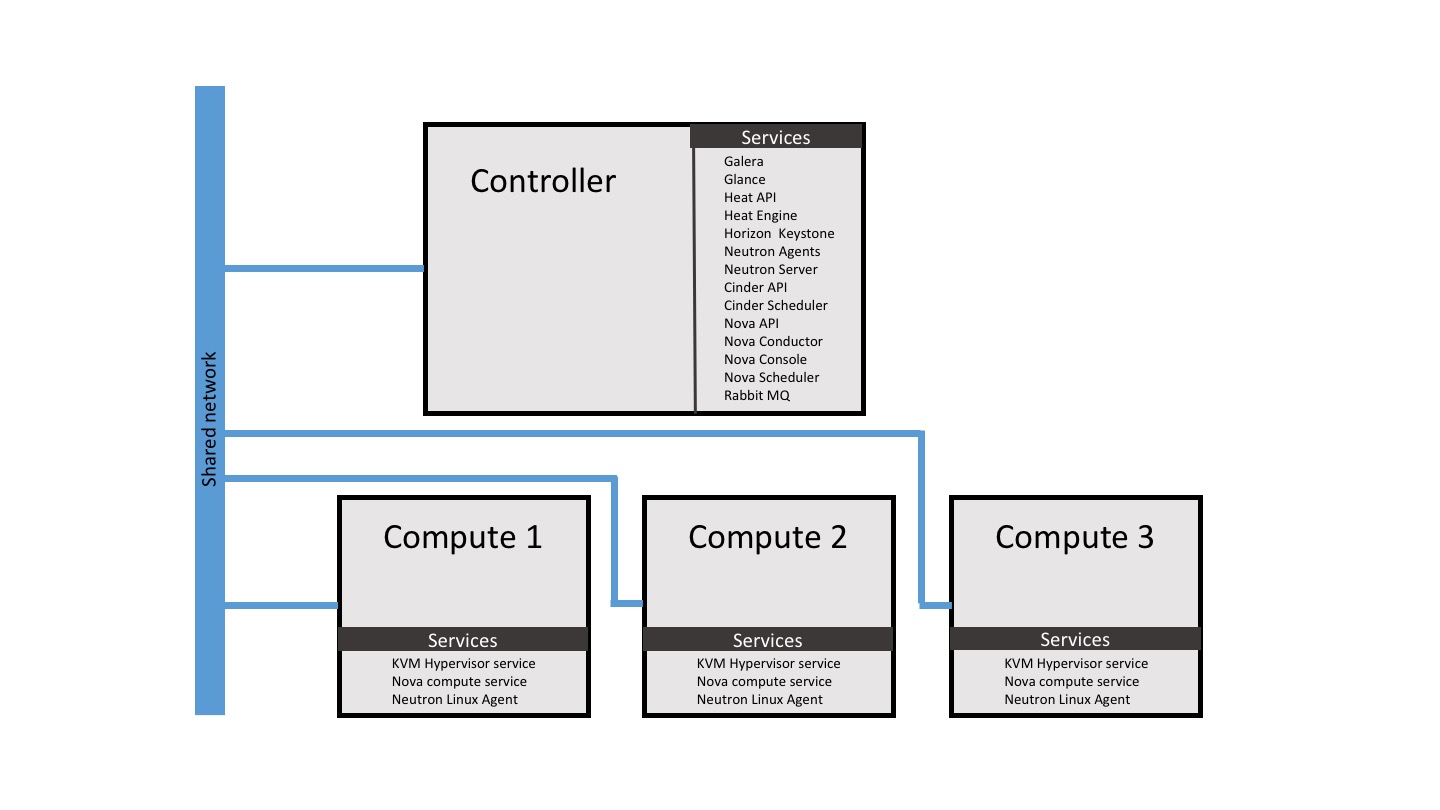 Shared network
Controller
Services
Galera
Glance
Heat API
Heat Engine
Horizon  Keystone
Neutron Agents
Neutron Server
Cinder API
Cinder Scheduler
Nova API
Nova Conductor
Nova Console
Nova Scheduler
Rabbit MQ
Compute 1
Services
KVM Hypervisor service
Nova compute service
Neutron Linux Agent
Compute 2
Services
KVM Hypervisor service
Nova compute service
Neutron Linux Agent
Compute 3
Services
KVM Hypervisor service
Nova compute service
Neutron Linux Agent